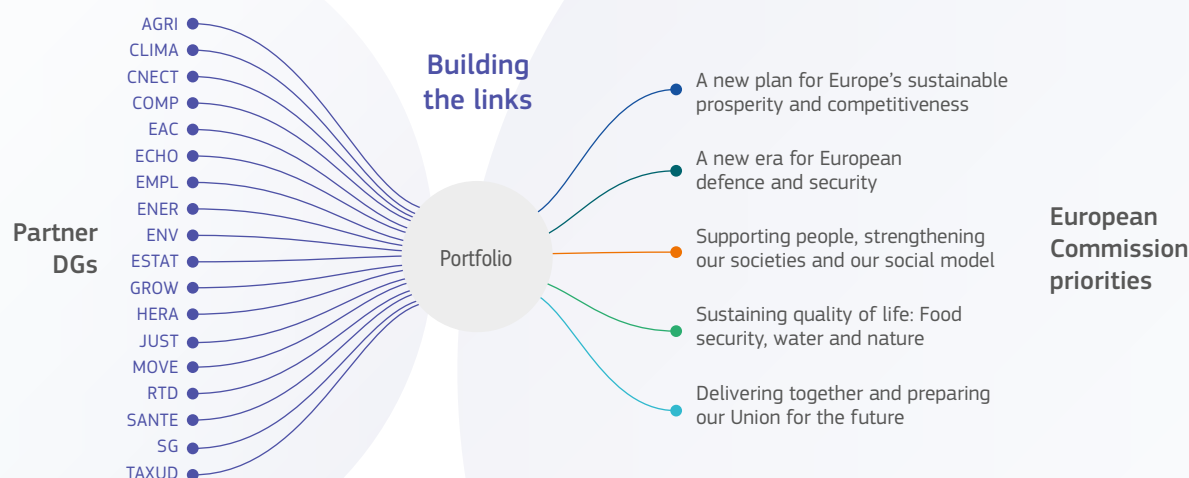 Building
the links
Partner
DGs
AGRI
CLIMA
CNECT
COMP
EAC
ECHO
EMPL
ENER
ENV
ESTAT
GROW
HERA
JUST
MOVE
RTD
SANTE
SG
TAXUD
Portfolio
A new plan for Europe’s sustainable
prosperity and competitiveness
A new era for European
defence and security
Supporting people, strengthening
our societies and our social model
Sustaining quality of life: Food
security, water and nature
Delivering together and preparing
our Union for the future
European
Commission
priorities